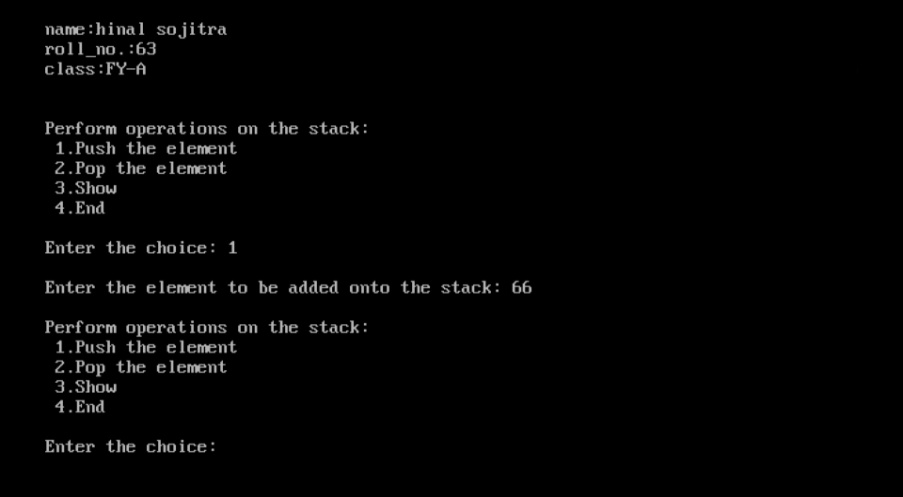 name:hinal sojitra
roll_no.:63
class:FY-A
Perform operations on the stack:
1.Push the element
2.Pop the element
3.Show
4.End
Enter the choice: 1
Enter the element to be added onto the stack: 66
Perform operations on the stack:
1.Push the element
2.Pop the element
3.Show
4.End
Enter the choice: